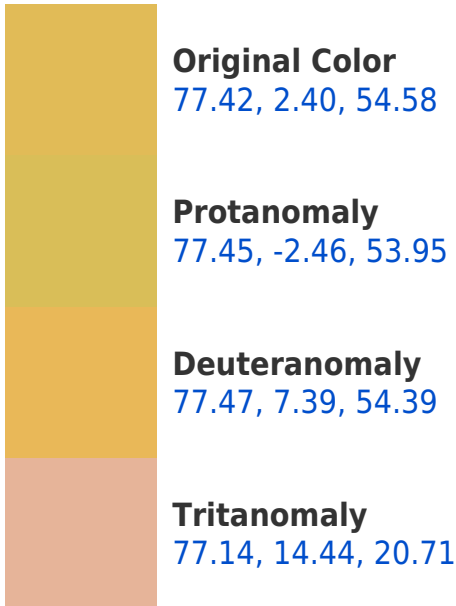 Original Color
77.42, 2.40, 54.58
Protanomaly
77.45, -2.46, 53.95
Deuteranomaly
77.47, 7.39, 54.39
Tritanomaly
77.14, 14.44, 20.71